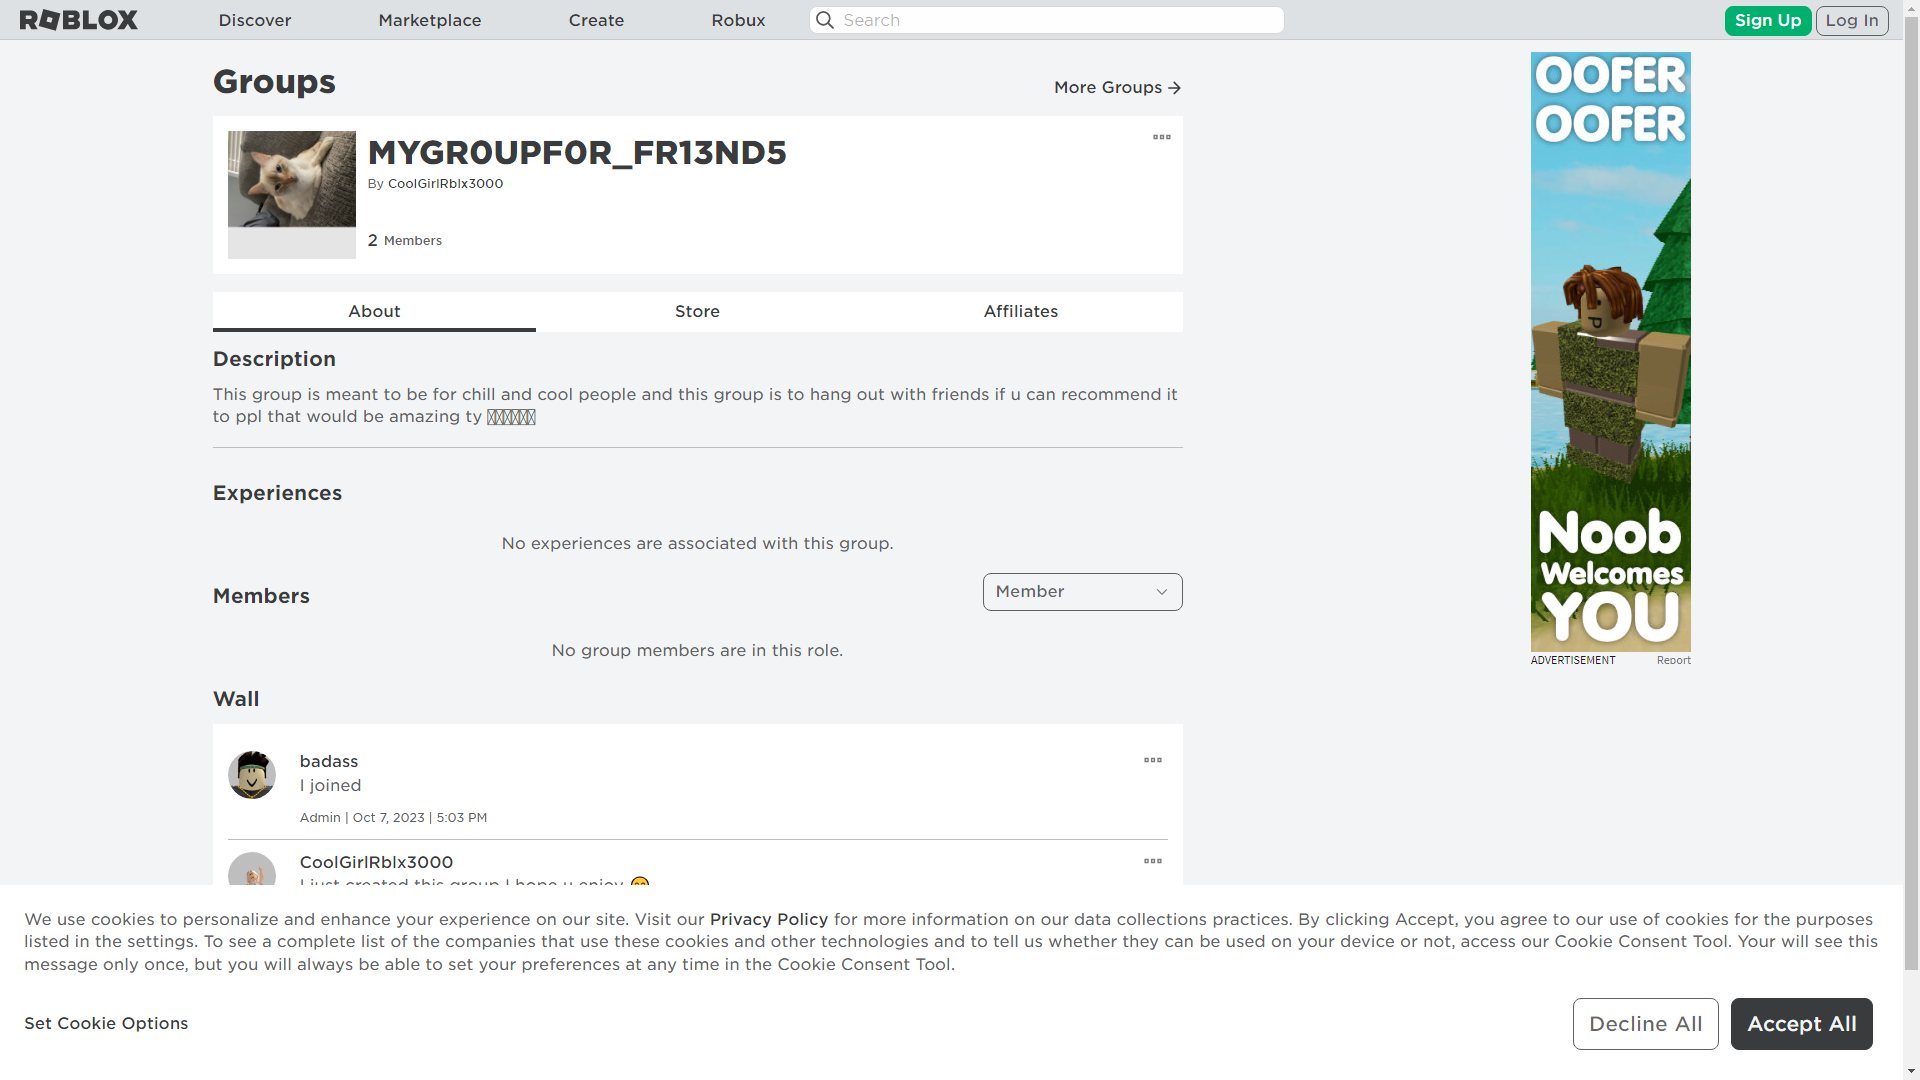 ROBLOX
Discover
Marketplace
Create
Robux
Search
Sign Up
Log In
Groups
More Groups
MYGR0UPF0R_FR13ND5
By CoolGirlRblx3000
2 Members
About
Store
Affiliates
Description
This group is meant to be for chill and cool people and this group is to hang out with friends if u can recommend it
to ppl that would be amazing ty
Experiences
No experiences are associated with this group.
Members
Member
No group members are in this role.
Wall
badass
I joined
Admin | Oct 7, 2023 | 5:03 PM
CoolGirlRblx3000
I just created this group I hope u enjoy
OOFER
OOFER
Noob
Welcomes
YOU
ADVERTISEMENT
Report
We use cookies to personalize and enhance your experience on our site. Visit our Privacy Policy for more information on our data collections practices. By clicking Accept, you agree to our use of cookies for the purposes
listed in the settings. To see a complete list of the companies that use these cookies and other technologies and to tell us whether they can be used on your device or not, access our Cookie Consent Tool. Your will see this
message only once, but you will always be able to set your preferences at any time in the Cookie Consent Tool.
Set Cookie Options
Decline All
Accept All